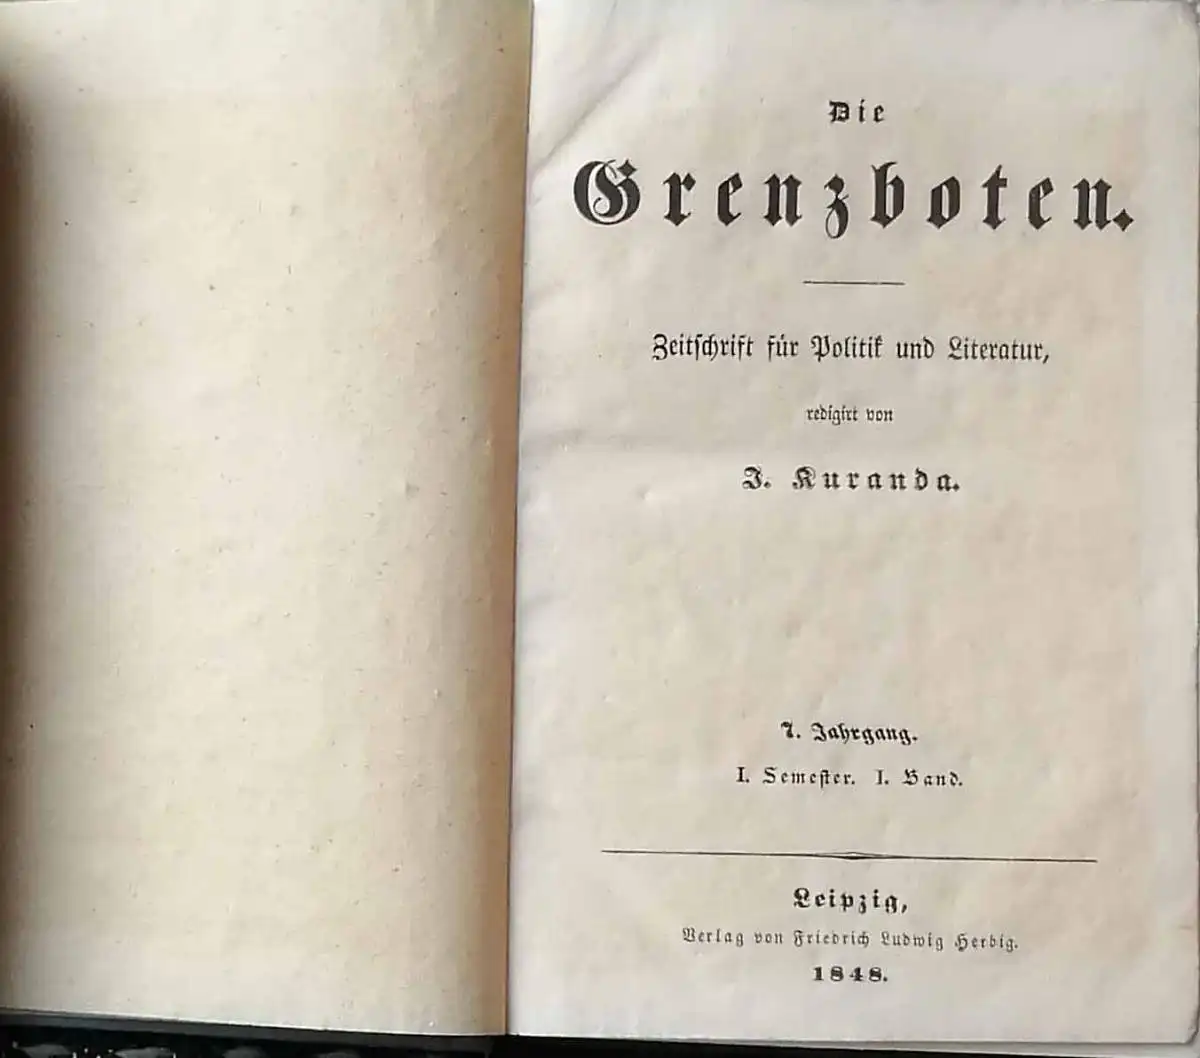 Die
Grenzboten.
Zeitschrift für Politik und Literatur,
redigirt von
J. Kuranda.
7. Jahrgang.
I. Semester. I. Band.
Leipzig,
Verlag von Friedrich Ludwig Herbig.
1848.